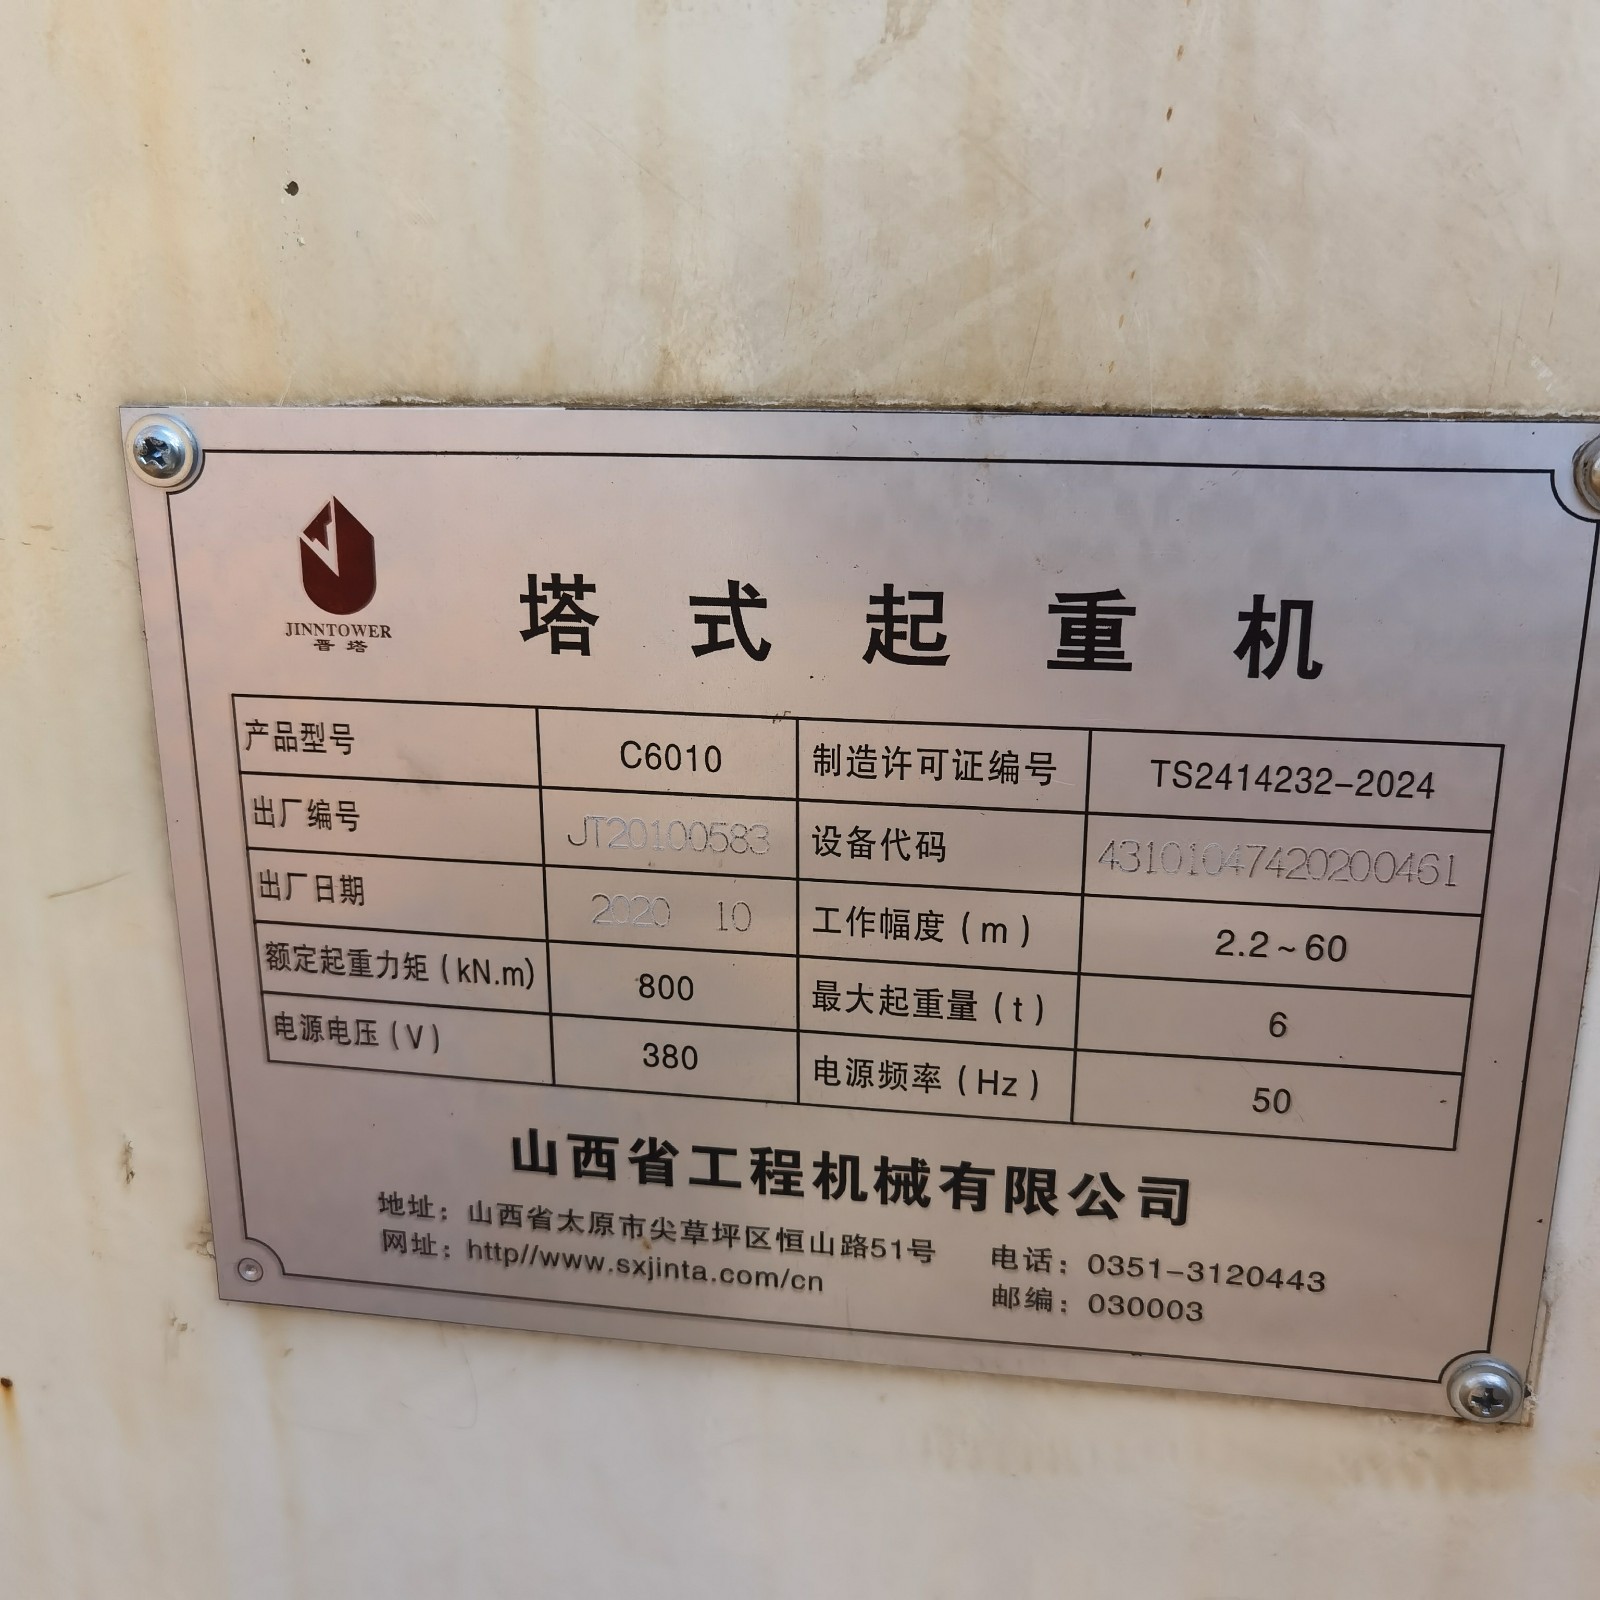 JINNTOWER
晋塔
塔式起重机
产品型号 C6010 制造许可证编号 TS2414232-2024
出厂编号 JT20100583 设备代码 43101047420200461
出厂日期 2020 10 工作幅度(m) 2.2~60
额定起重力矩(kN.m) 800 最大起重量(t) 6
电源电压(V) 380 电源频率(Hz) 50
山西省工程机械有限公司
地址：山西省太原市尖草坪区恒山路51号 电话：0351-3120443
网址：http//www.sxjinta.com/cn 邮编：030003